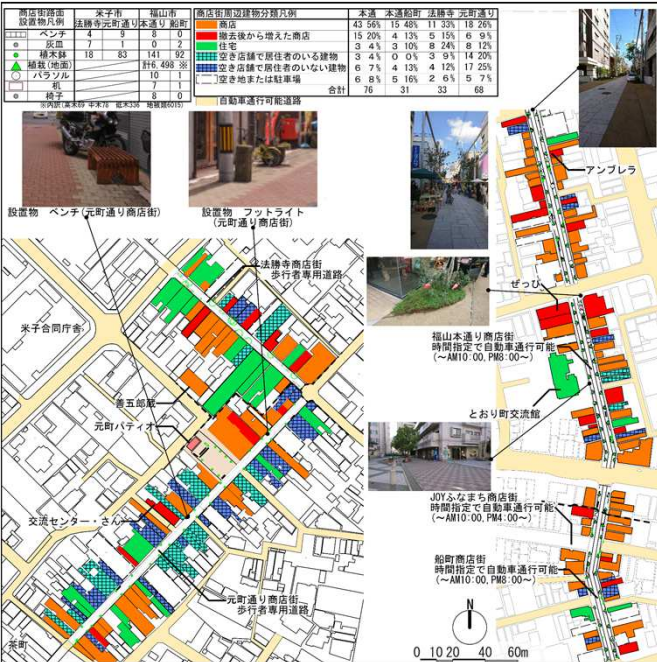 商店街路面 米子市 福山市
設置物凡例 法勝寺 元町通り 本通り 船町
ベンチ 4 9 8 0
灰皿 7 1 0 2
植木鉢 18 83 141 92
植栽(地面) 計6,498 ※
パラソル 10 1
机 2 1
椅子 8 0
商店街周辺建物分類凡例 本通 本通船町 法勝寺 元町通り
商店 43 56% 15 48% 11 33% 18 26%
撤去後から増えた商店 15 20% 4 13% 5 15% 6 9%
住宅 3 4% 3 10% 8 24% 8 12%
空き店舗で居住者のいる建物 3 4% 0 0% 3 9% 14 20%
空き店舗で居住者のいない建物 6 7% 4 13% 4 12% 17 25%
空き地または駐車場 6 8% 5 16% 2 6% 5 7%
合計 76 31 33 68
自動車通行可能道路
設置物 ベンチ(元町通り商店街)
設置物 フットライト
(元町通り商店街)
アンブレラ
法勝寺商店街
歩行者専用道路
ぜっぴ
米子合同庁舎
福山本通り商店街
時間指定で自動車通行可能
(～AM10:00,PM8:00～)
善五郎蔵
とおり町交流館
元町パティオ
JOYふなまち商店街
時間指定で自動車通行可能
(～AM10:00,PM4:00～)
交流センター・さん
船町商店街
時間指定で自動車通行可能
(～AM10:00,PM8:00～)
元町通り商店街
歩行者専用道路
茶町
N
0 10 20 40 60m